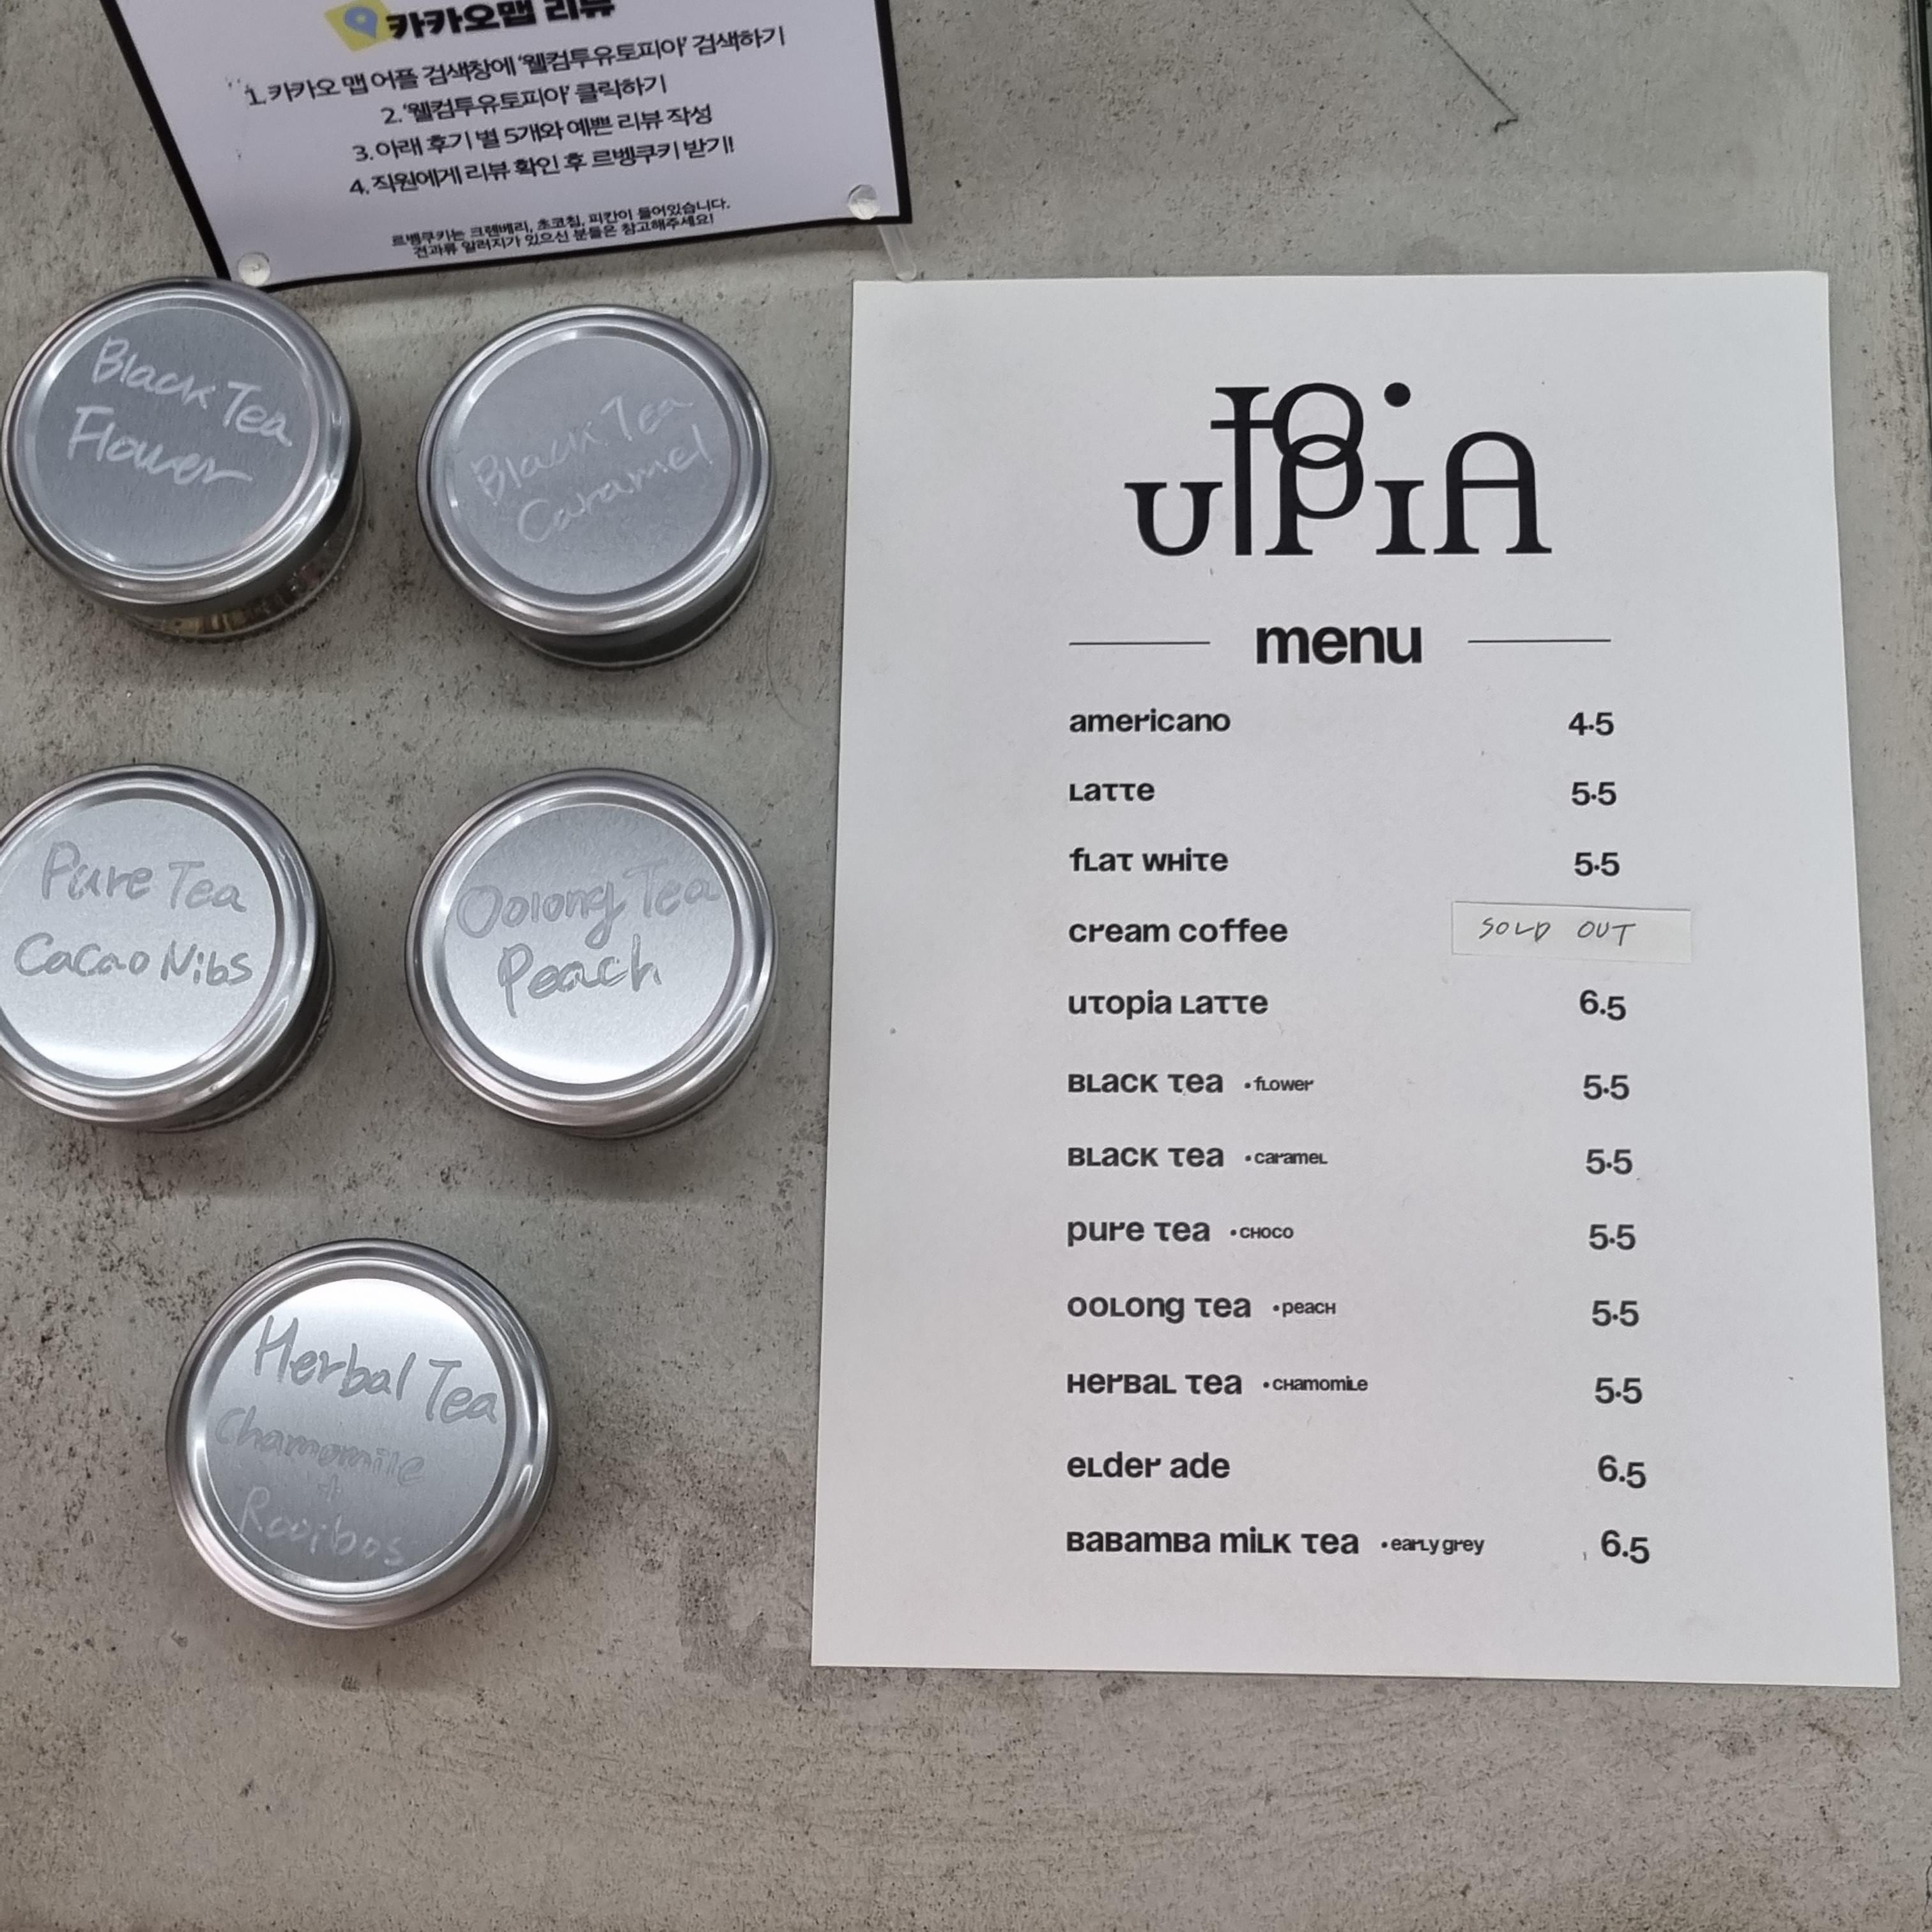 카카오맵 리뷰
1. 카카오 맵 어플 검색창에 '웰컴투유토피아' 검색하기
2. '웰컴투유토피아' 클릭하기
3. 아래 후기 별 5개와 예쁜 리뷰 작성
4. 직원에게 리뷰 확인 후 르벵쿠키 받기!
르벵쿠키는 크렌베리, 초코칩, 피칸이 들어있습니다.
견과류 알러지가 있으신 분들은 참고해주세요!
Black Tea
Flower
Black Tea
Caramel
Pure Tea
Cacao Nibs
Oolong Tea
Peach
Herbal Tea
Chamomile
+
Rooibos
utopia
menu
americano 4.5
Latte 5.5
flat white 5.5
cream coffee SOLD OUT
utopia Latte 6.5
Black tea • flower 5.5
Black tea • caramel 5.5
pure tea • choco 5.5
oolong tea • peach 5.5
Herbal tea • chamomile 5.5
elder ade 6.5
Babamba milk tea • early grey 6.5